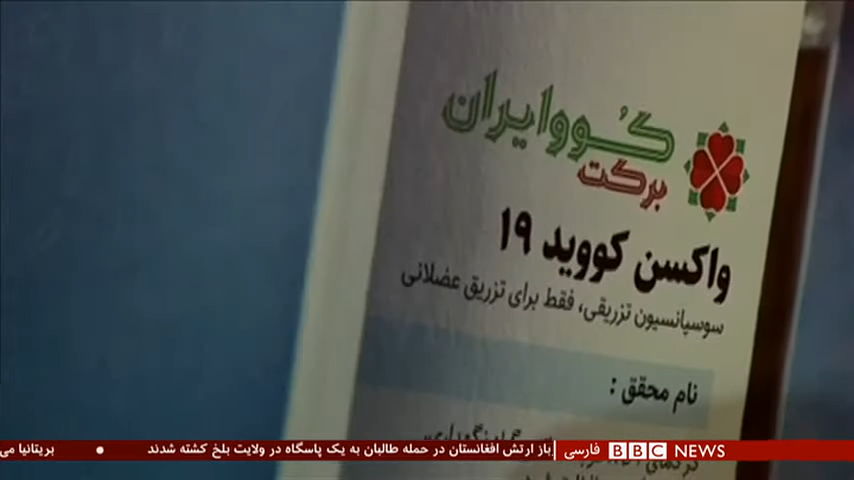 کُووایران
برکت
واکسن کووید ۱۹
سوسپانسیون تزریقی، فقط برای تزریق عضلانی
نام محقق :
BBC NEWS فارسی
باز ارتش افغانستان در حمله طالبان به یک پاسگاه در ولایت بلخ کشته شدند • بریتانیا می